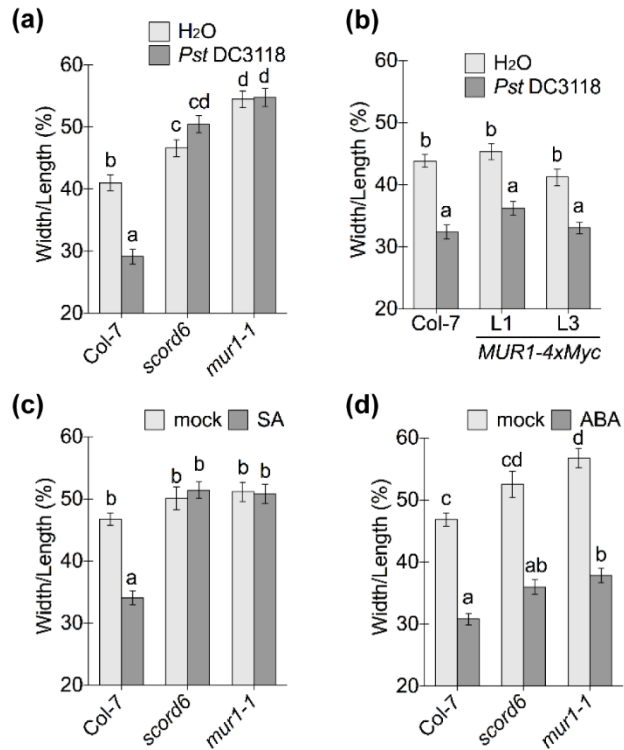 (a)
H2O
Pst DC3118
Width/Length (%)
60
50
40
30
20
b
a
c
cd
d
d
Col-7
scord6
mur1-1
(b)
H2O
Pst DC3118
Width/Length (%)
60
50
40
30
20
b
a
b
a
b
a
Col-7
L1
L3
MUR1-4xMyc
(c)
mock
SA
Width/Length (%)
60
50
40
30
20
b
a
b
b
b
b
Col-7
scord6
mur1-1
(d)
mock
ABA
Width/Length (%)
60
50
40
30
20
c
a
cd
ab
d
b
Col-7
scord6
mur1-1